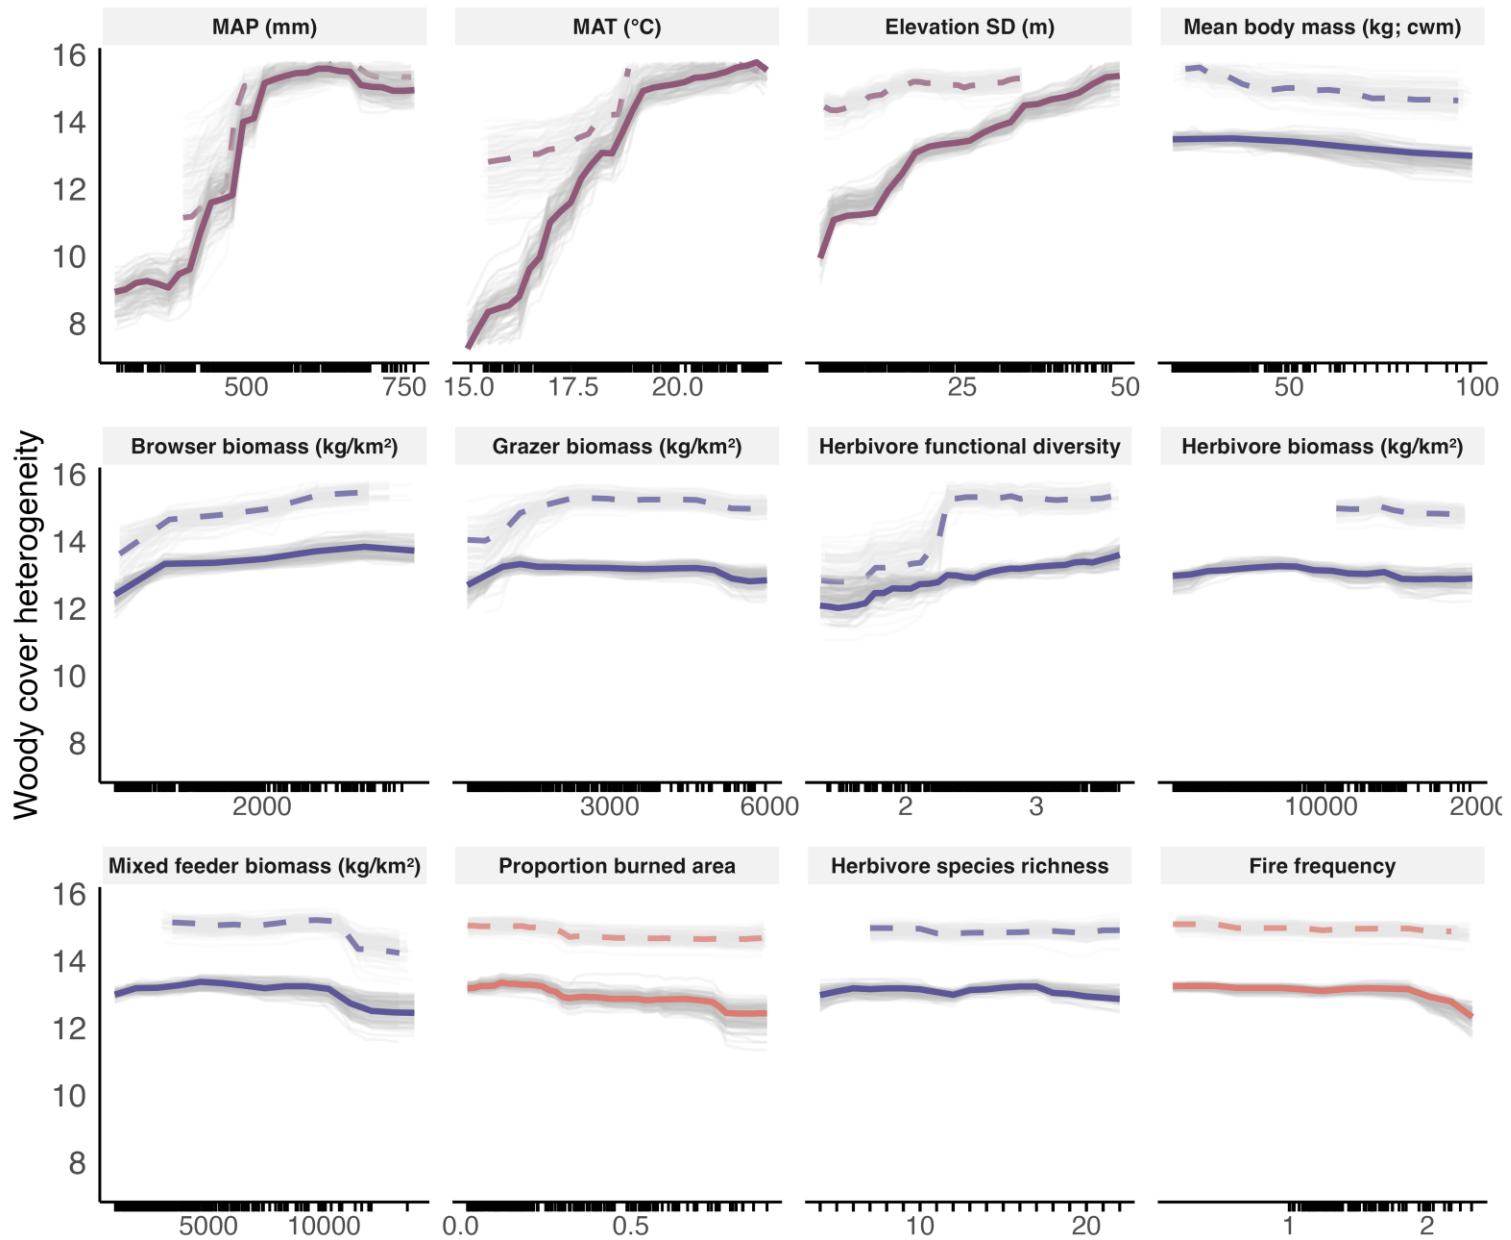 MAP (mm) MAT (°C) Elevation SD (m) Mean body mass (kg; cwm)
16
14
12
10
8
500 750 15.0 17.5 20.0 25 50 50 100
Woody cover heterogeneity
Browser biomass (kg/km²) Grazer biomass (kg/km²) Herbivore functional diversity Herbivore biomass (kg/km²)
16
14
12
10
8
2000 3000 6000 2 3 10000 2000
Mixed feeder biomass (kg/km²) Proportion burned area Herbivore species richness Fire frequency
16
14
12
10
8
5000 10000 0.0 0.5 10 20 1 2